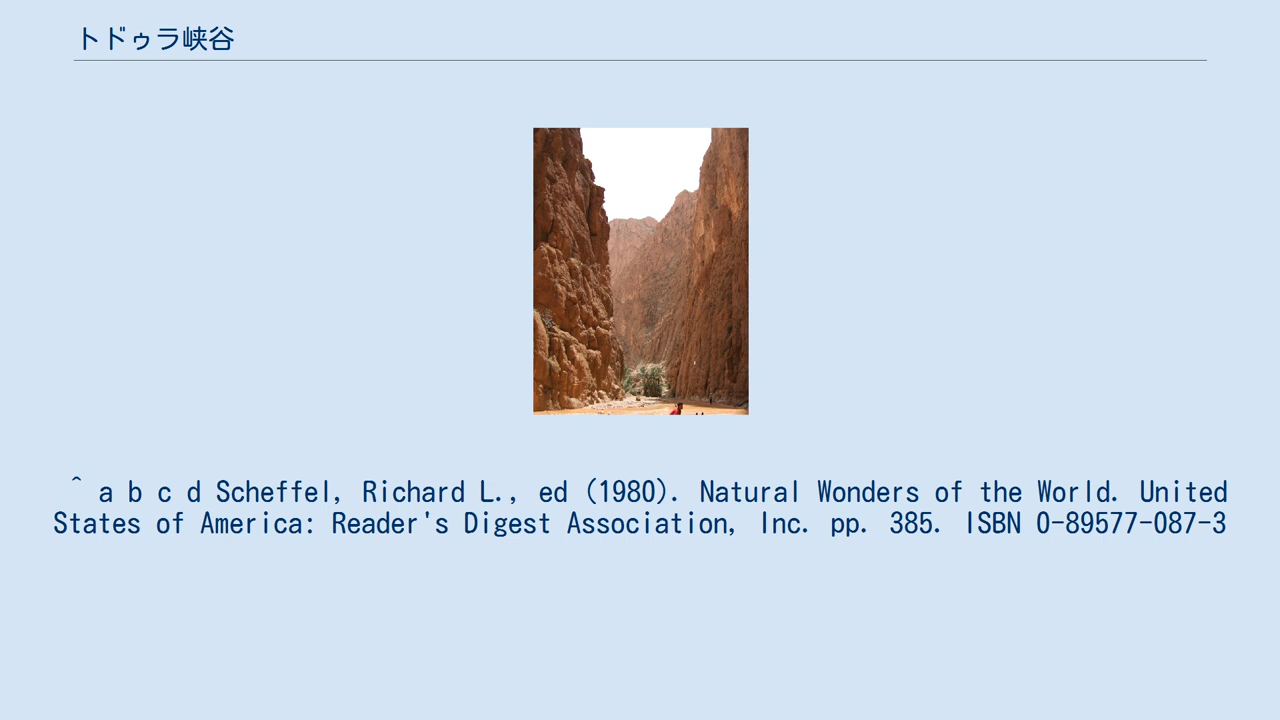 トドゥラ峡谷
^ a b c d Scheffel, Richard L., ed (1980). Natural Wonders of the World. United
States of America: Reader's Digest Association, Inc. pp. 385. ISBN 0-89577-087-3